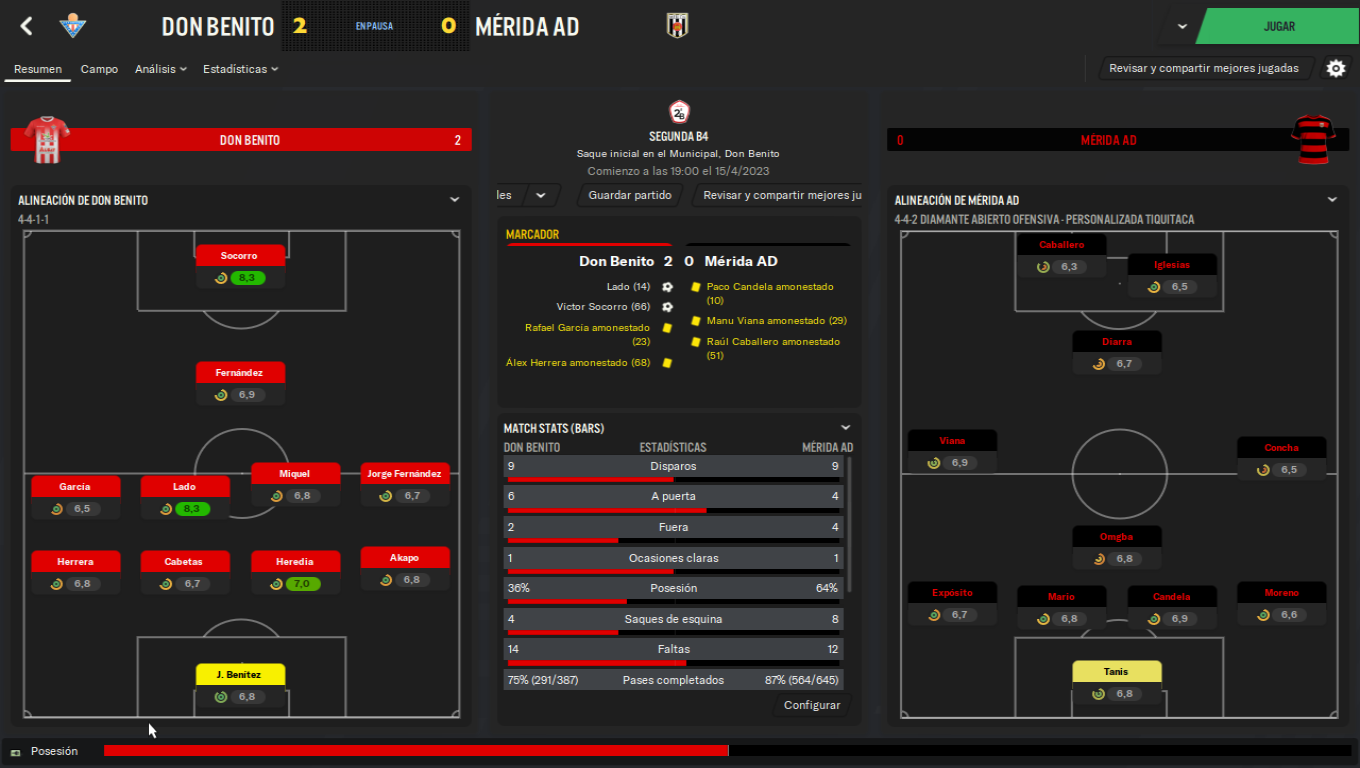 DON BENITO 2 EN PAUSA 0 MÉRIDA AD
JUGAR
Resumen Campo Análisis Estadísticas
Revisar y compartir mejores jugadas
DON BENITO 2
2ªB
SEGUNDA B4
Saque inicial en el Municipal, Don Benito
Comienzo a las 19:00 el 15/4/2023
les Guardar partido Revisar y compartir mejores ju
0 MÉRIDA AD
ALINEACIÓN DE DON BENITO
4-4-1-1
Socorro
8,3
Fernández
6,9
García
6,5
Lado
8,3
Miquel
6,8
Jorge Fernández
6,7
Herrera
6,8
Cabetas
6,7
Heredia
7,0
Akapo
6,8
J. Benítez
6,8
MARCADOR
Don Benito 2 0 Mérida AD
Lado (14)
Víctor Socorro (66)
Rafael García amonestado
(23)
Álex Herrera amonestado (68)
Paco Candela amonestado
(10)
Manu Viana amonestado (29)
Raúl Caballero amonestado
(51)
MATCH STATS (BARS)
DON BENITO ESTADÍSTICAS MÉRIDA AD
9 Disparos 9
6 A puerta 4
2 Fuera 4
1 Ocasiones claras 1
36% Posesión 64%
4 Saques de esquina 8
14 Faltas 12
75% (291/387) Pases completados 87% (564/645)
Configurar
ALINEACIÓN DE MÉRIDA AD
4-4-2 DIAMANTE ABIERTO OFENSIVA - PERSONALIZADA TIQUITACA
Caballero
6,3
Iglesias
6,5
Diarra
6,7
Viana
6,9
Concha
6,5
Omgba
6,8
Expósito
6,7
Mario
6,8
Candela
6,9
Moreno
6,6
Tanis
6,8
Posesión